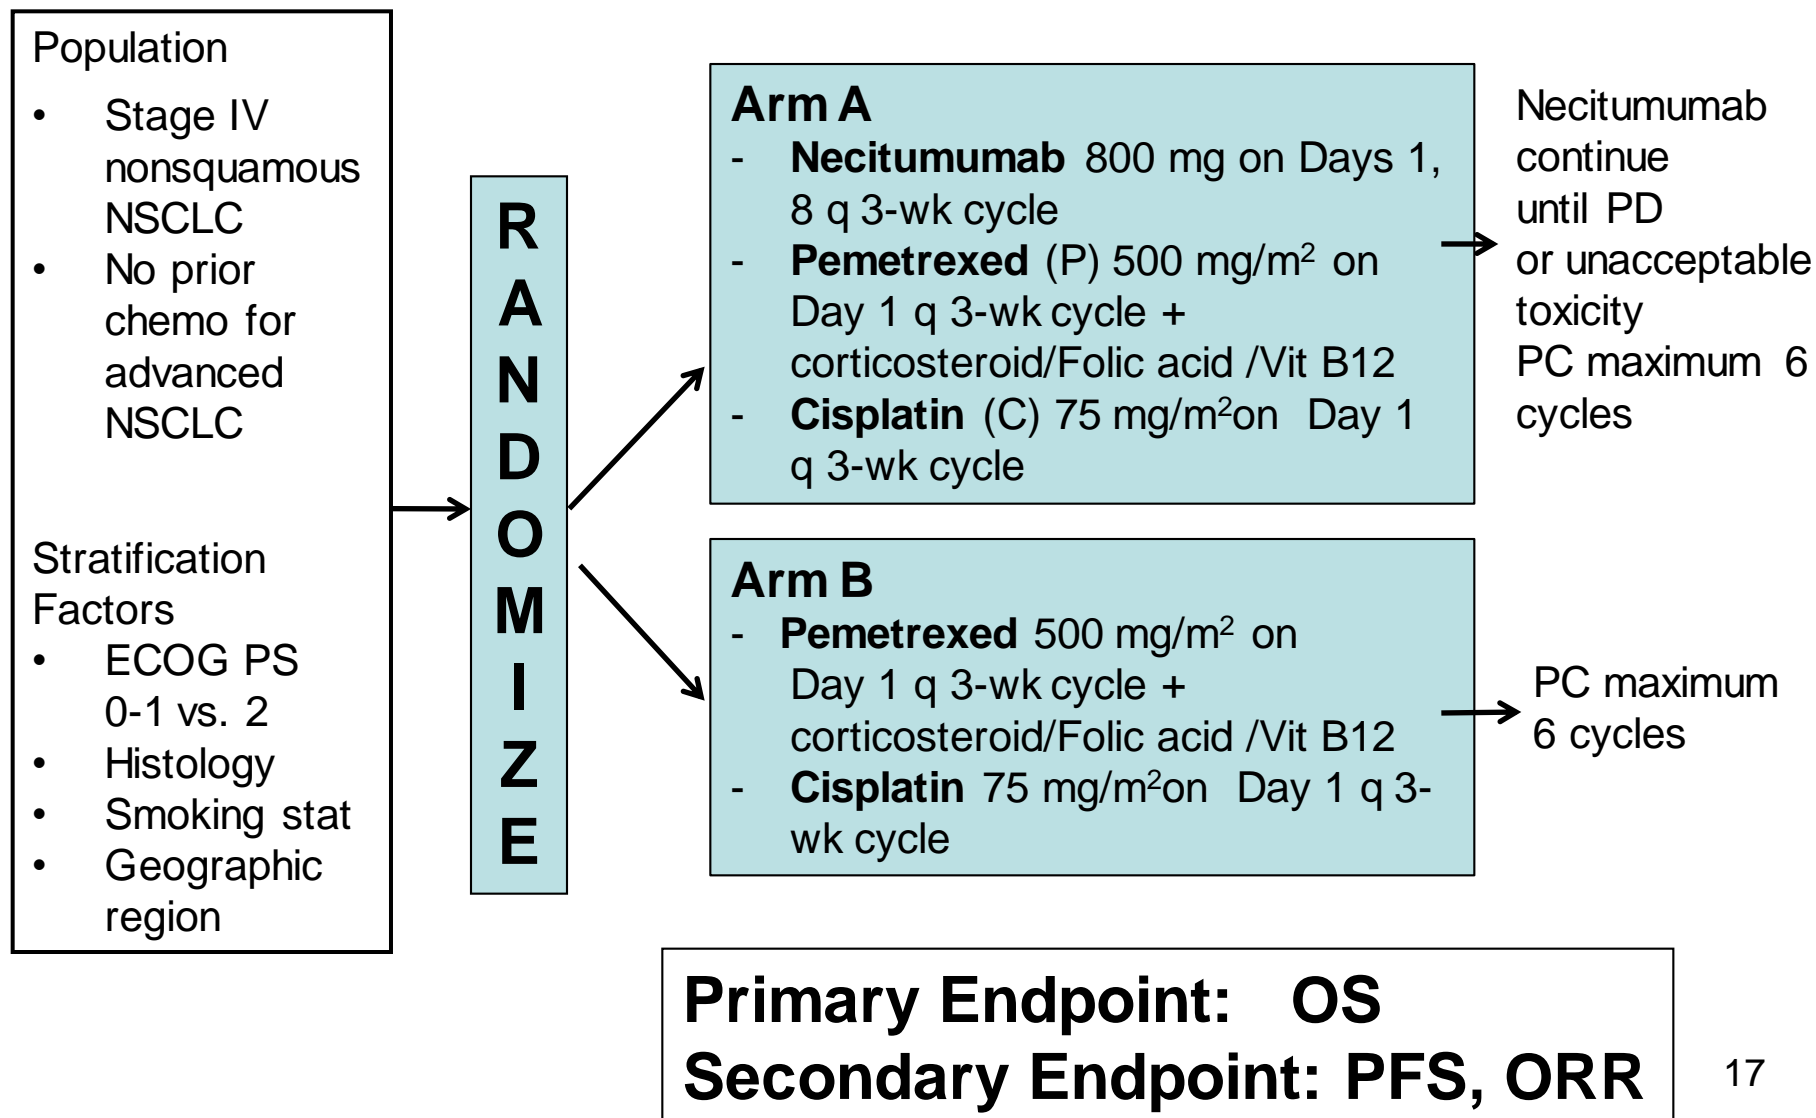 Population
• Stage IV
nonsquamous
NSCLC
• No prior
chemo for
advanced
NSCLC
Stratification
Factors
• ECOG PS
0-1 vs. 2
• Histology
• Smoking stat
• Geographic
region
R
A
N
D
O
M
I
Z
E
Arm A
- Necitumumab 800 mg on Days 1,
8 q 3-wk cycle
- Pemetrexed (P) 500 mg/m² on
Day 1 q 3-wk cycle +
corticosteroid/Folic acid /Vit B12
- Cisplatin (C) 75 mg/m²on Day 1
q 3-wk cycle
Necitumumab
continue
until PD
or unacceptable
toxicity
PC maximum 6
cycles
Arm B
- Pemetrexed 500 mg/m² on
Day 1 q 3-wk cycle +
corticosteroid/Folic acid /Vit B12
- Cisplatin 75 mg/m²on Day 1 q 3-
wk cycle
PC maximum
6 cycles
Primary Endpoint: OS
Secondary Endpoint: PFS, ORR
17